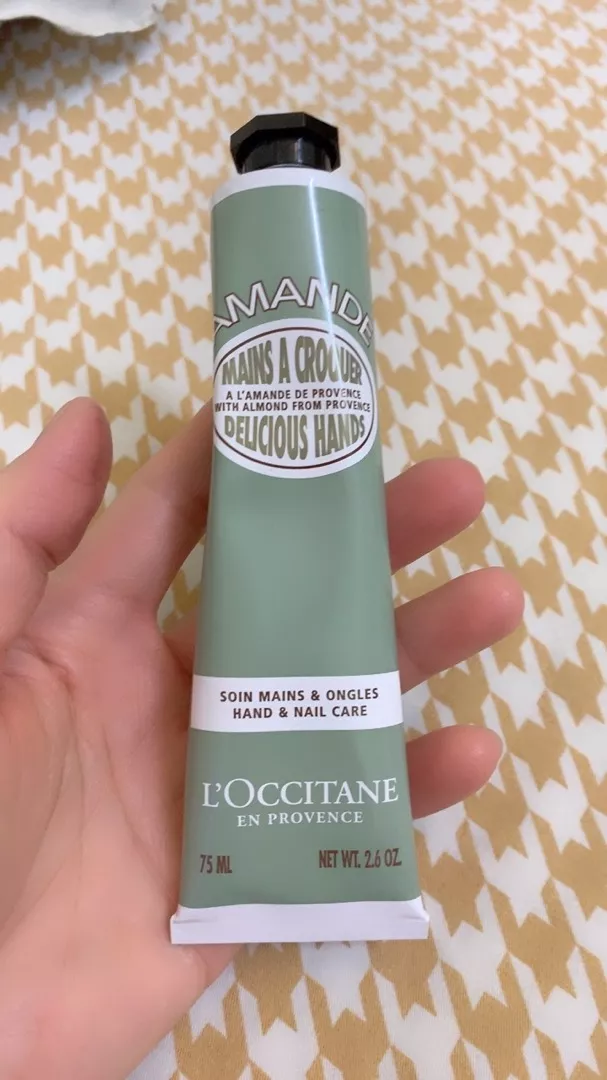 AMANDE
MAINS A CROQUER
A L'AMANDE DE PROVENCE
WITH ALMOND FROM PROVENCE
DELICIOUS HANDS
SOIN MAINS & ONGLES
HAND & NAIL CARE
L'OCCITANE
EN PROVENCE
75 ML NET WT. 2.6 OZ.